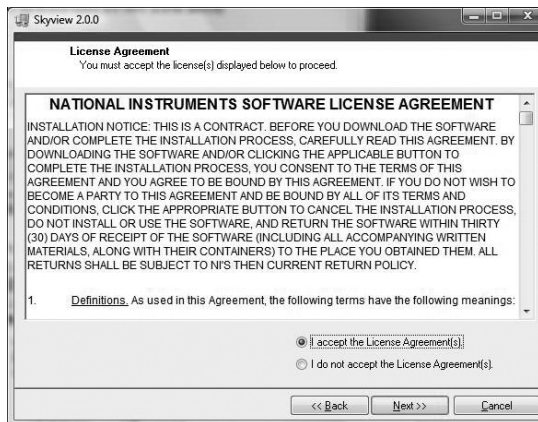 Skyview 2.0.0
License Agreement
You must accept the license(s) displayed below to proceed.
NATIONAL INSTRUMENTS SOFTWARE LICENSE AGREEMENT
INSTALLATION NOTICE: THIS IS A CONTRACT. BEFORE YOU DOWNLOAD THE SOFTWARE
AND/OR COMPLETE THE INSTALLATION PROCESS, CAREFULLY READ THIS AGREEMENT. BY
DOWNLOADING THE SOFTWARE AND/OR CLICKING THE APPLICABLE BUTTON TO
COMPLETE THE INSTALLATION PROCESS, YOU CONSENT TO THE TERMS OF THIS
AGREEMENT AND YOU AGREE TO BE BOUND BY THIS AGREEMENT. IF YOU DO NOT WISH TO
BECOME A PARTY TO THIS AGREEMENT AND BE BOUND BY ALL OF ITS TERMS AND
CONDITIONS, CLICK THE APPROPRIATE BUTTON TO CANCEL THE INSTALLATION PROCESS,
DO NOT INSTALL OR USE THE SOFTWARE, AND RETURN THE SOFTWARE WITHIN THIRTY
(30) DAYS OF RECEIPT OF THE SOFTWARE (INCLUDING ALL ACCOMPANYING WRITTEN
MATERIALS, ALONG WITH THEIR CONTAINERS) TO THE PLACE YOU OBTAINED THEM. ALL
RETURNS SHALL BE SUBJECT TO NI'S THEN CURRENT RETURN POLICY.
1. Definitions. As used in this Agreement, the following terms have the following meanings:
I accept the License Agreement(s).
I do not accept the License Agreement(s).
<< Back Next >> Cancel